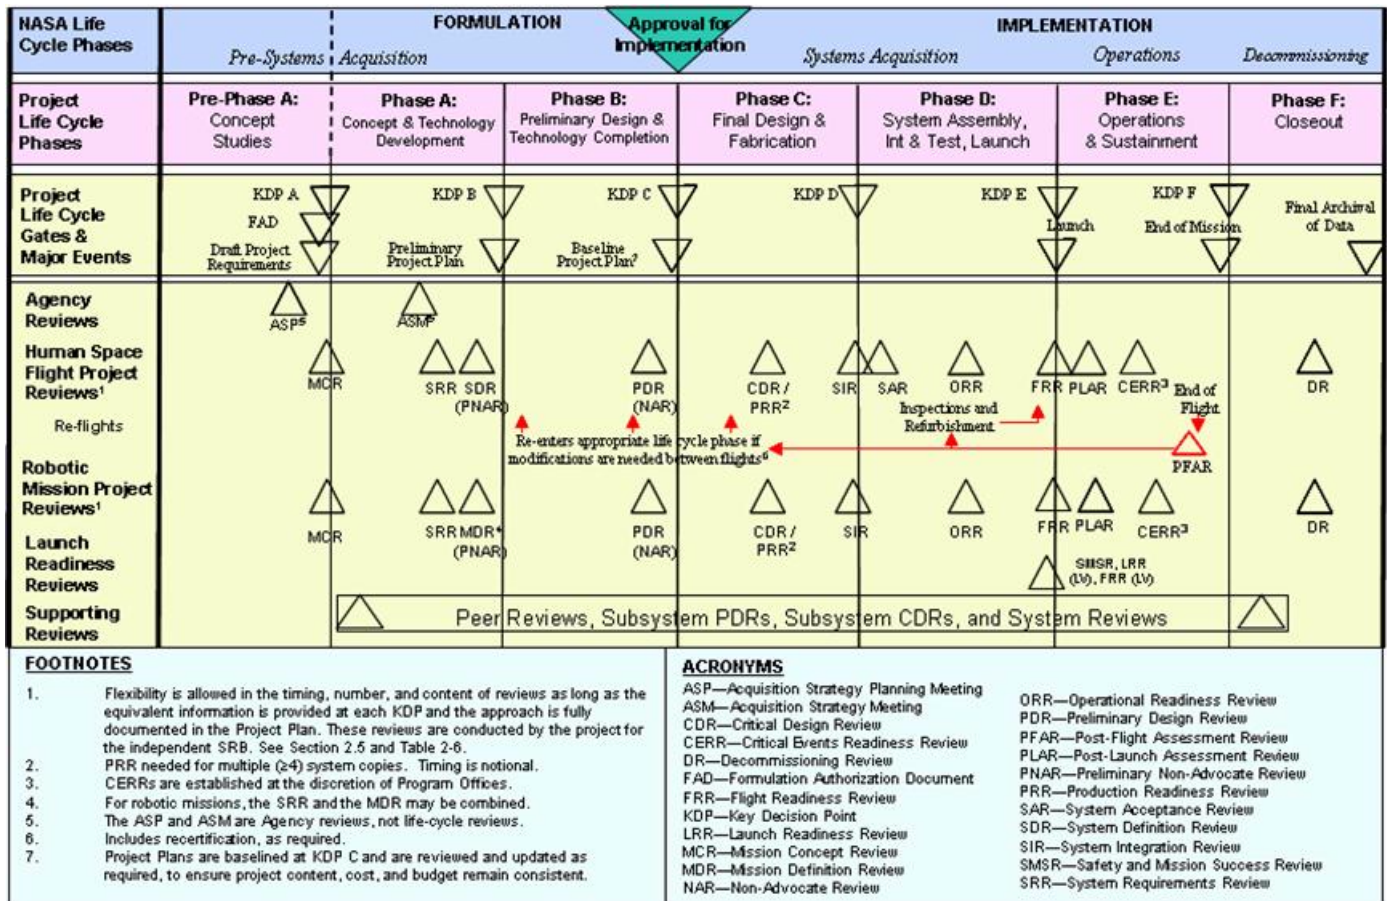 NASA Life
Cycle Phases
FORMULATION
Approval for
Implementation
IMPLEMENTATION
Pre-Systems Acquisition
Systems Acquisition
Operations
Decommissioning
Project
Life Cycle
Phases
Pre-Phase A:
Concept
Studies
Phase A:
Concept & Technology
Development
Phase B:
Preliminary Design &
Technology Completion
Phase C:
Final Design &
Fabrication
Phase D:
System Assembly,
Int & Test, Launch
Phase E:
Operations
& Sustainment
Phase F:
Closeout
Project
Life Cycle
Gates &
Major Events
KDP A
FAD
Draft Project
Requirements
KDP B
Preliminary
Project Plan
KDP C
Baseline
Project Plan⁷
KDP D
KDP E
Launch
KDP F
End of Mission
Final Archival
of Data
Agency
Reviews
ASP⁵
ASM⁵
Human Space
Flight Project
Reviews¹
MCR
SRR
SDR
(PNAR)
PDR
(NAR)
CDR /
PRR²
SIR
SAR
ORR
FRR
PLAR
CERR³
End of
Flight
DR
Re-flights
Re-enters appropriate life cycle phase if
modifications are needed between flights⁶
Inspections and
Refurbishment
PFAR
Robotic
Mission Project
Reviews¹
MCR
SRR
MDR⁴
(PNAR)
PDR
(NAR)
CDR /
PRR²
SIR
ORR
FRR
PLAR
CERR³
DR
Launch
Readiness
Reviews
SMSR, LRR
(LV), FRR (LV)
Supporting
Reviews
Peer Reviews, Subsystem PDRs, Subsystem CDRs, and System Reviews
FOOTNOTES
1. Flexibility is allowed in the timing, number, and content of reviews as long as the
equivalent information is provided at each KDP and the approach is fully
documented in the Project Plan. These reviews are conducted by the project for
the independent SRB. See Section 2.5 and Table 2-6.
2. PRR needed for multiple (≥4) system copies. Timing is notional.
3. CERRs are established at the discretion of Program Offices.
4. For robotic missions, the SRR and the MDR may be combined.
5. The ASP and ASM are Agency reviews, not life-cycle reviews.
6. Includes recertification, as required.
7. Project Plans are baselined at KDP C and are reviewed and updated as
required, to ensure project content, cost, and budget remain consistent.
ACRONYMS
ASP—Acquisition Strategy Planning Meeting
ASM—Acquisition Strategy Meeting
CDR—Critical Design Review
CERR—Critical Events Readiness Review
DR—Decommissioning Review
FAD—Formulation Authorization Document
FRR—Flight Readiness Review
KDP—Key Decision Point
LRR—Launch Readiness Review
MCR—Mission Concept Review
MDR—Mission Definition Review
NAR—Non-Advocate Review
ORR—Operational Readiness Review
PDR—Preliminary Design Review
PFAR—Post-Flight Assessment Review
PLAR—Post-Launch Assessment Review
PNAR—Preliminary Non-Advocate Review
PRR—Production Readiness Review
SAR—System Acceptance Review
SDR—System Definition Review
SIR—System Integration Review
SMSR—Safety and Mission Success Review
SRR—System Requirements Review